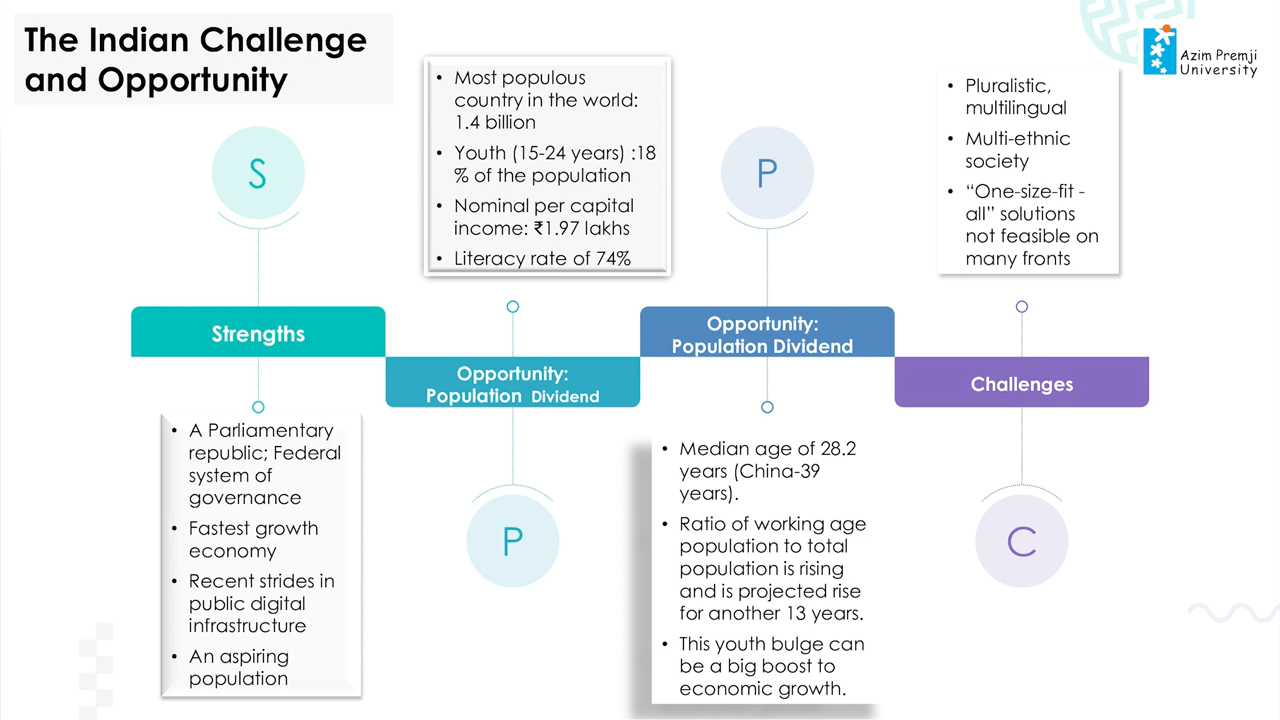 The Indian Challenge
and Opportunity
Azim Premji
University
S
Strengths
• A Parliamentary
republic; Federal
system of
governance
• Fastest growth
economy
• Recent strides in
public digital
infrastructure
• An aspiring
population
• Most populous
country in the world:
1.4 billion
• Youth (15-24 years) :18
% of the population
• Nominal per capital
income: ₹1.97 lakhs
• Literacy rate of 74%
Opportunity:
Population Dividend
P
P
Opportunity:
Population Dividend
• Median age of 28.2
years (China-39
years).
• Ratio of working age
population to total
population is rising
and is projected rise
for another 13 years.
• This youth bulge can
be a big boost to
economic growth.
• Pluralistic,
multilingual
• Multi-ethnic
society
• “One-size-fit -
all” solutions
not feasible on
many fronts
Challenges
C